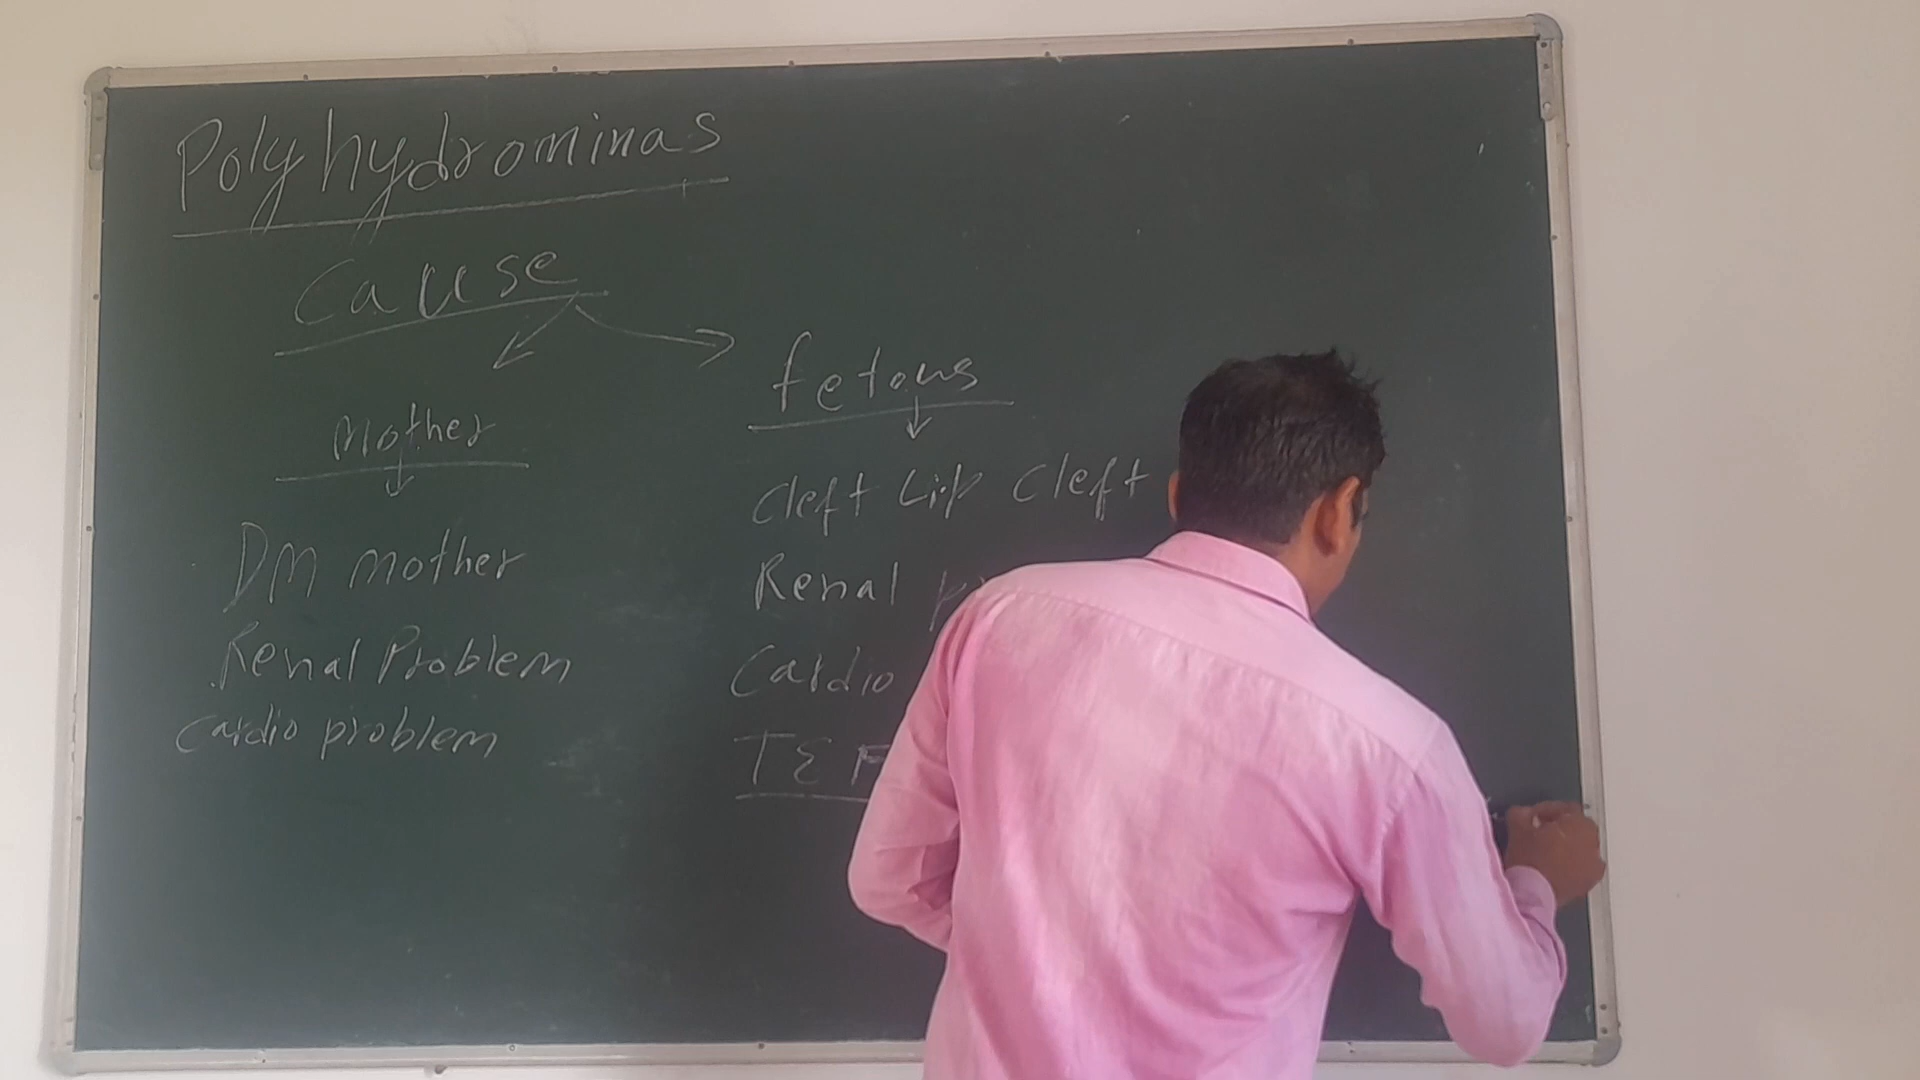 Polyhydrominas
Cause
Mother
DM mother
Renal Problem
cardio problem
fetous
Cleft Lip Cleft
Renal
Cardio
TEF